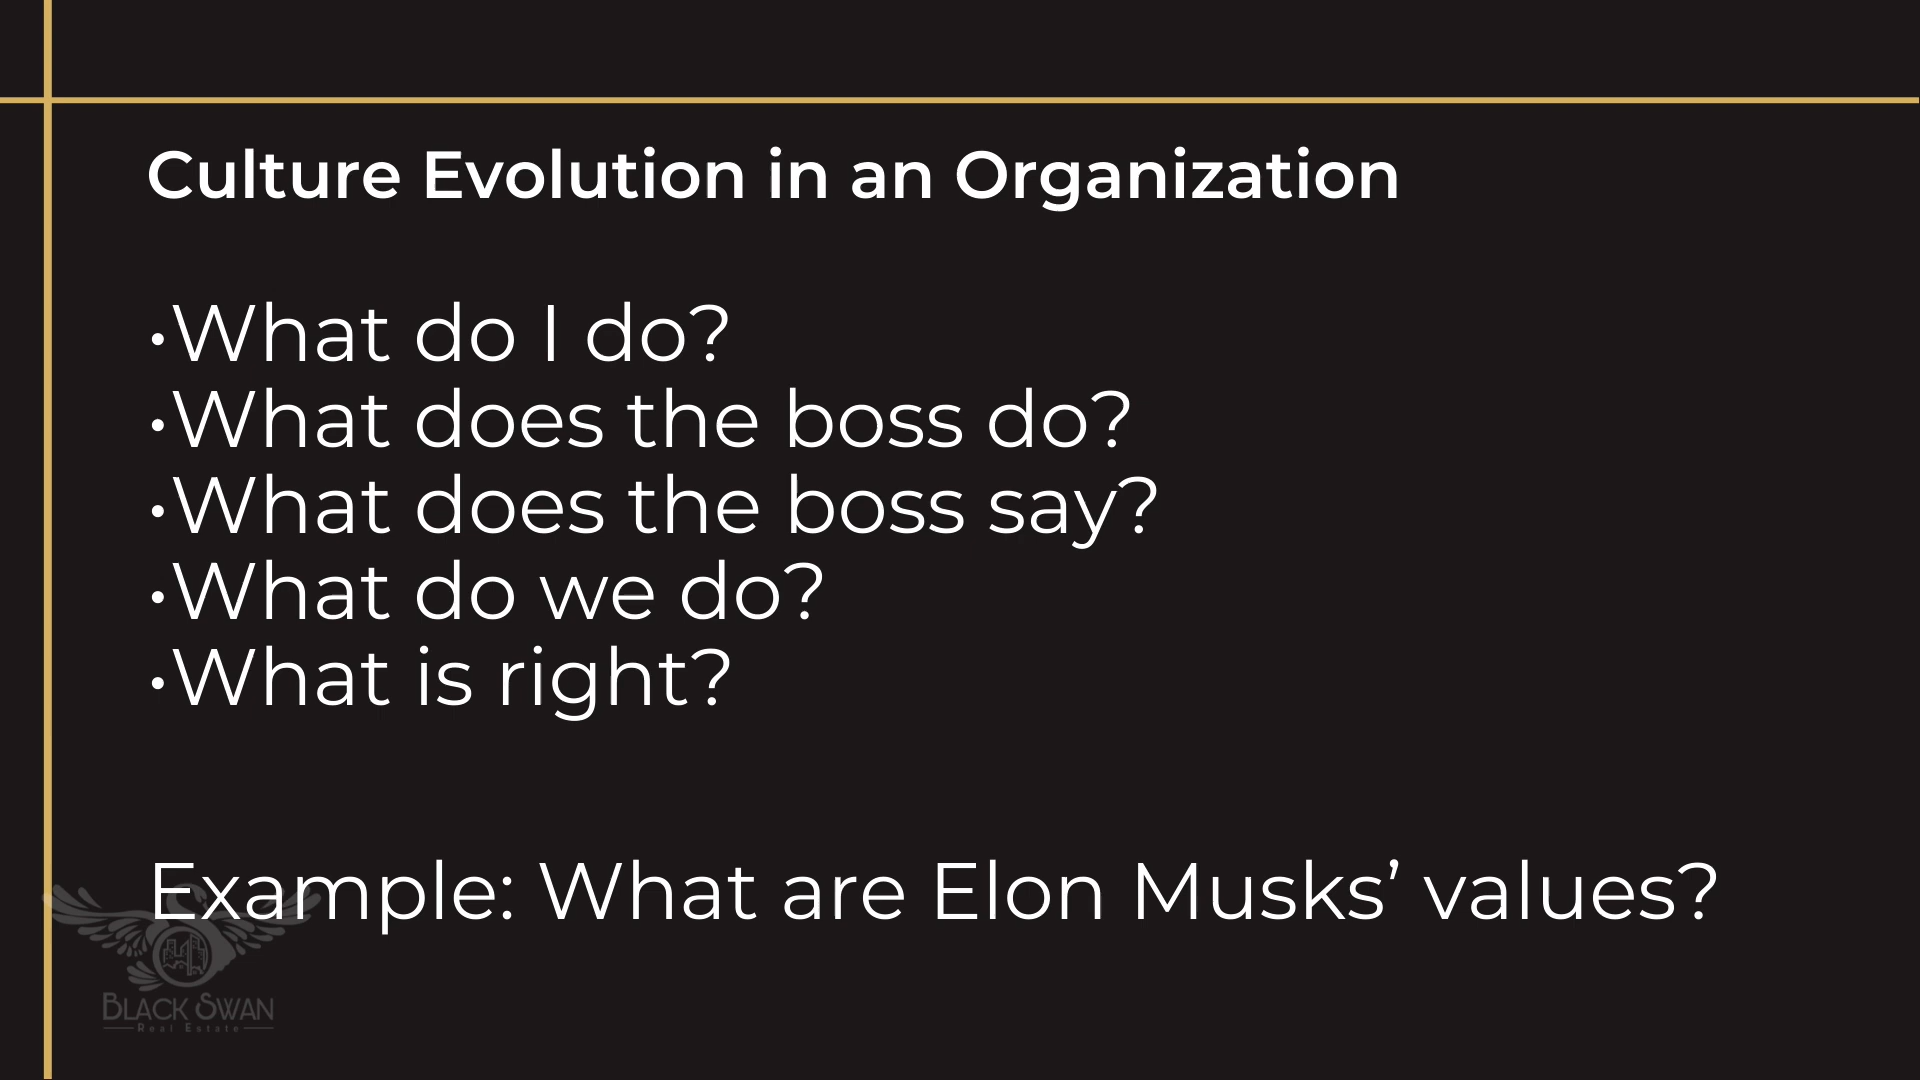 Culture Evolution in an Organization
•What do I do?
•What does the boss do?
•What does the boss say?
•What do we do?
•What is right?
Example: What are Elon Musks’ values?
BLACK SWAN
Real Estate